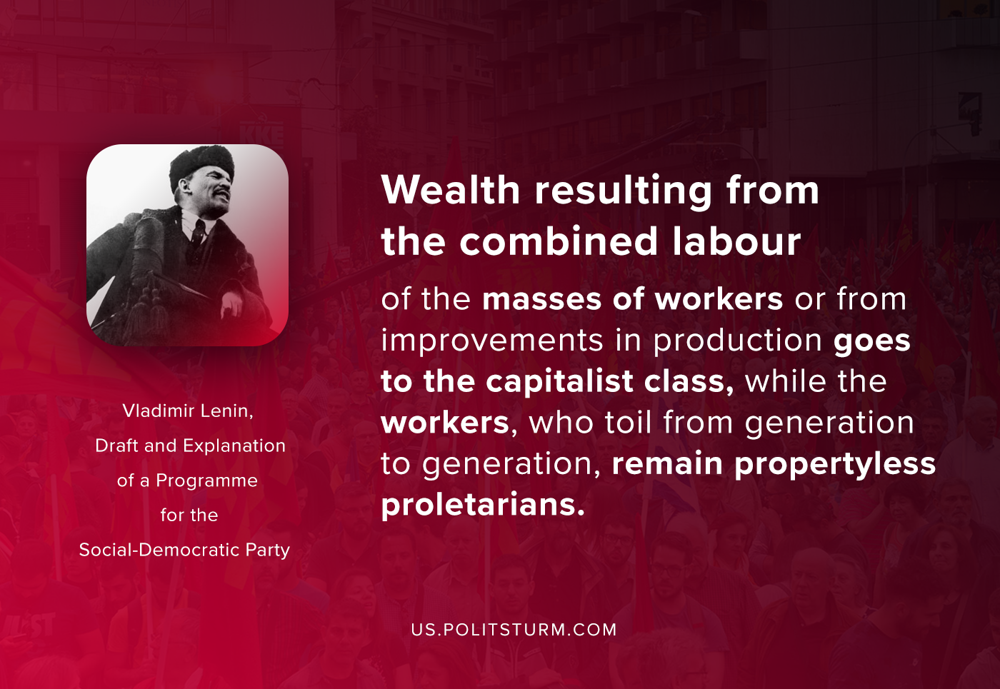 KKE
Wealth resulting from
the combined labour
of the masses of workers or from
improvements in production goes
to the capitalist class, while the
workers, who toil from generation
to generation, remain propertyless
proletarians.
Vladimir Lenin,
Draft and Explanation
of a Programme
for the
Social-Democratic Party
US.POLITSTURM.COM